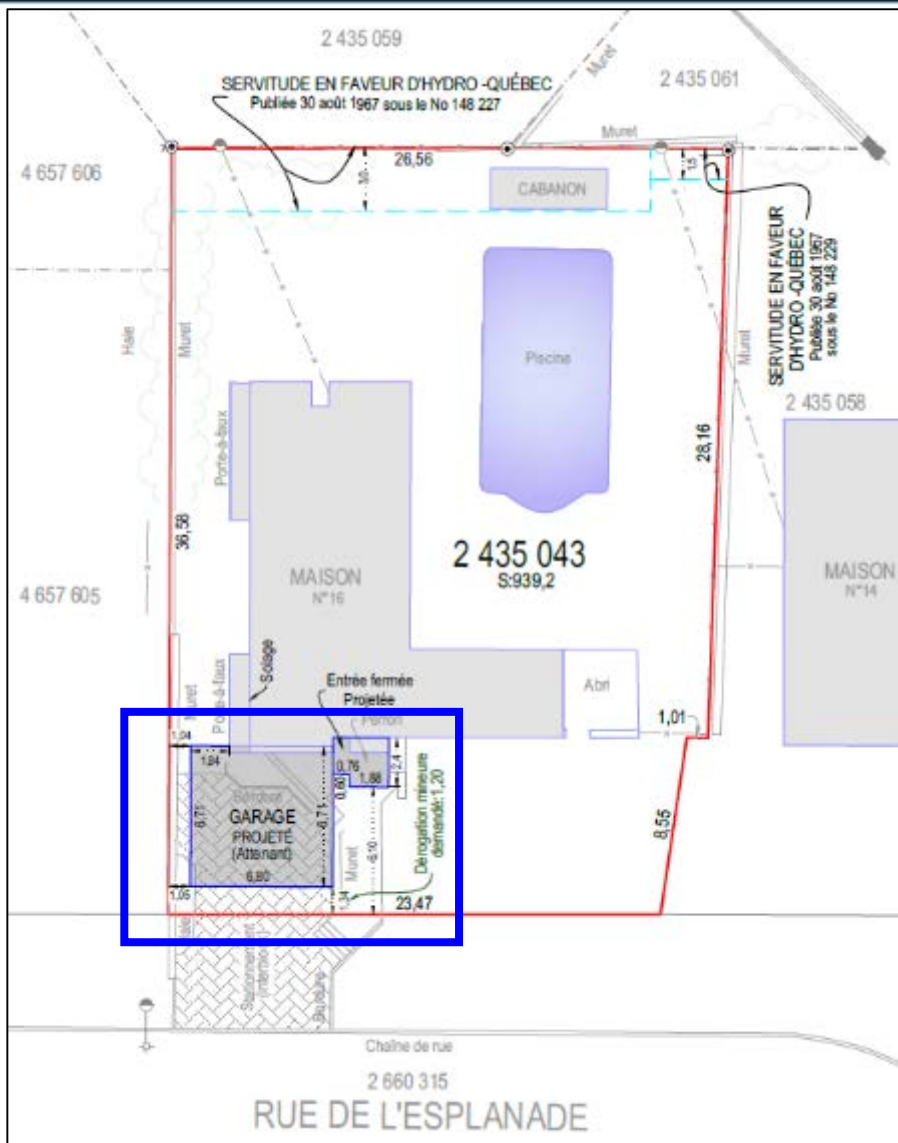 2 435 059
SERVITUDE EN FAVEUR D'HYDRO -QUÉBEC
Publiée 30 août 1967 sous le No 148 227
Muret
2 435 061
Muret
4 657 606
26,56
3,0
1,5
CABANON
SERVITUDE EN FAVEUR
D'HYDRO -QUÉBEC
Publiée 30 août 1967
sous le No 148 229
Haie
Muret
Piscine
Muret
2 435 058
Porte-à-faux
28,16
36,58
2 435 043
S:939,2
MAISON
N°16
MAISON
N°14
4 657 605
Solage
Muret
Porte-à-faux
Entrée fermée
Projetée
Perron
Abri
1,01
1,04
1,84
0,76
2,4
0,60
1,88
GARAGE
PROJETÉ
(Attenant)
6,71
6,71
6,80
Muret
6,10
Dérogation mineure
demandé: 1,20
8,55
1,05
1,34
23,47
Haie
Stationnement
(interbloc)
Bordure
Chaîne de rue
2 660 315
RUE DE L'ESPLANADE